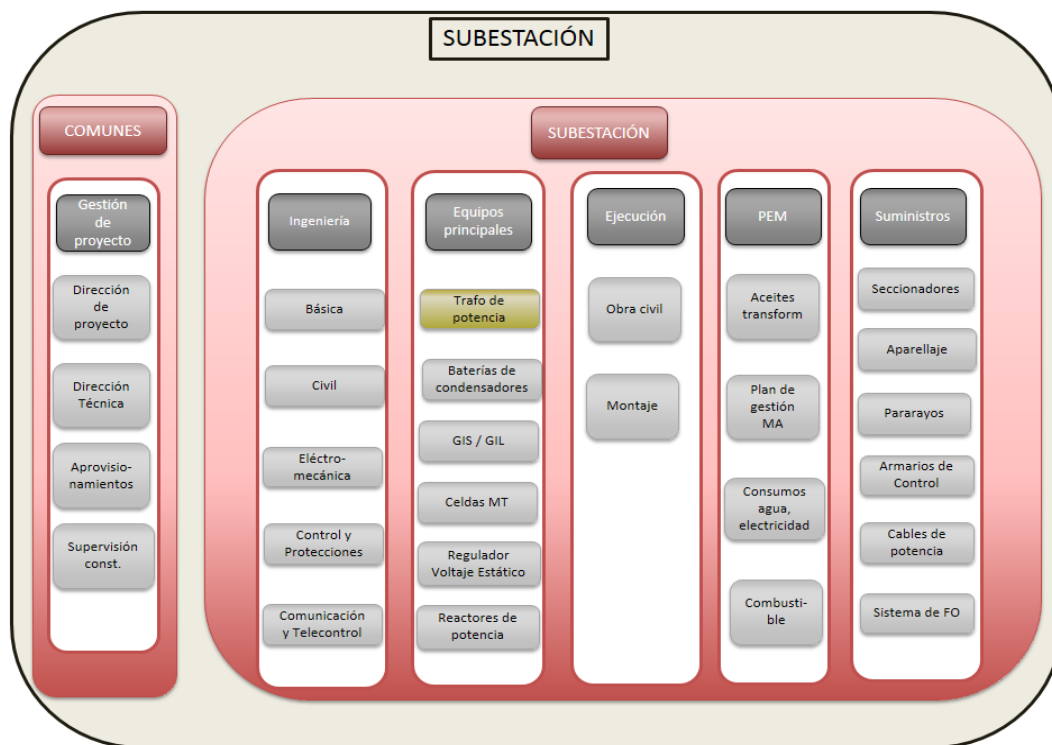 SUBESTACIÓN
COMUNES
Gestión
de
proyecto
Dirección
de
proyecto
Dirección
Técnica
Aprovisio-
namientos
Supervisión
const.
SUBESTACIÓN
Ingeniería
Básica
Civil
Eléctro-
mecánica
Control y
Protecciones
Comunicación
y Telecontrol
Equipos
principales
Trafo de
potencia
Baterías de
condensadores
GIS / GIL
Celdas MT
Regulador
Voltaje Estático
Reactores de
potencia
Ejecución
Obra civil
Montaje
PEM
Aceites
transform
Plan de
gestión
MA
Consumos
agua,
electricidad
Combusti-
ble
Suministros
Seccionadores
Aparellaje
Pararayos
Armarios de
Control
Cables de
potencia
Sistema de FO